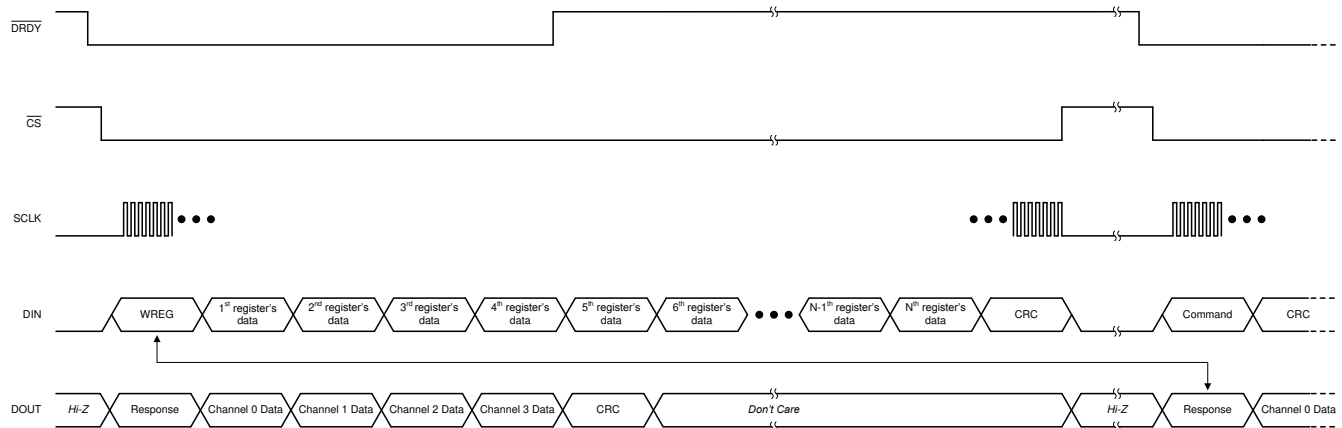 DRDY
CS
SCLK
DIN
WREG
1st register's
data
2nd register's
data
3rd register's
data
4th register's
data
5th register's
data
6th register's
data
N-1th register's
data
Nth register's
data
CRC
Command
CRC
DOUT
Hi-Z
Response
Channel 0 Data
Channel 1 Data
Channel 2 Data
Channel 3 Data
CRC
Don't Care
Hi-Z
Response
Channel 0 Data